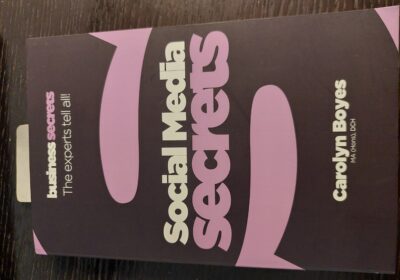 business secrets
The experts tell all!
Social Media
secrets
Carolyn Boyes
MA (Hons), DCH